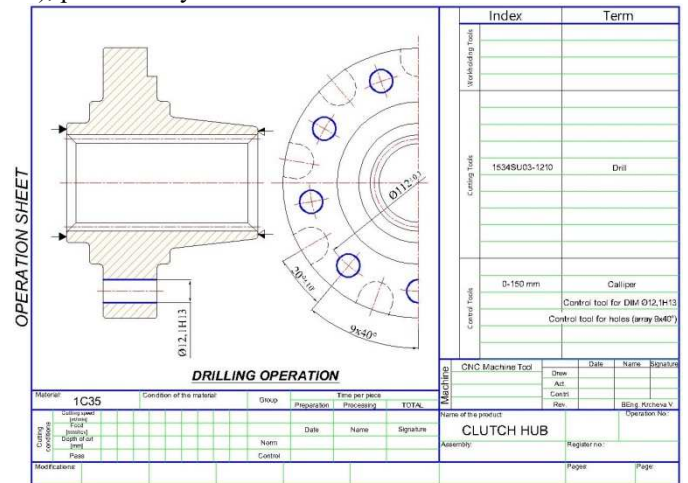 OPERATION SHEET
Ø112±0,3
20°±10'
9x40°
Ø12,1H13
DRILLING OPERATION
Index Term
Workholding Tools
Cutting Tools
1534SU03-1210 Drill
Control Tools
0-150 mm Calliper
Control tool for DIM Ø12,1H13
Control tool for holes (array 9x40°)
Machine
CNC Machine Tool
Date Name Signature
Drew
Act
Constr
Rev. BEng. Krcheva V.
Material 1C35
Condition of the material
Group
Time per piece
Preparation Processing TOTAL
Cutting conditions
Cutting speed
Feed
Depth of cut
[mm]
Pass
Date Name Signature
Norm
Control
Name of the product
CLUTCH HUB
Operation No.:
Assembly:
Register no.:
Modifications
Pages
Page